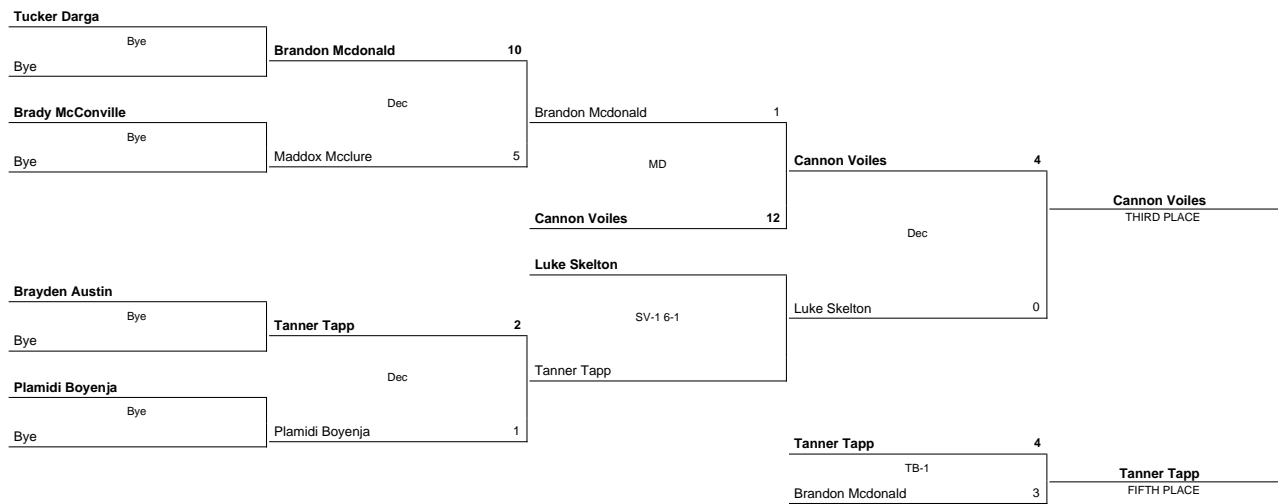 Tucker Darga
Bye
Bye
Brandon Mcdonald 10
Dec
Brady McConville
Bye
Bye
Maddox Mcclure 5
Brandon Mcdonald 1
MD
Cannon Voiles 12
Cannon Voiles 4
Dec
Cannon Voiles
THIRD PLACE
Luke Skelton
SV-1 6-1
Luke Skelton 0
Brayden Austin
Bye
Bye
Tanner Tapp 2
Dec
Tanner Tapp
Plamidi Boyenja
Bye
Bye
Plamidi Boyenja 1
Tanner Tapp 4
TB-1
Brandon Mcdonald 3
Tanner Tapp
FIFTH PLACE